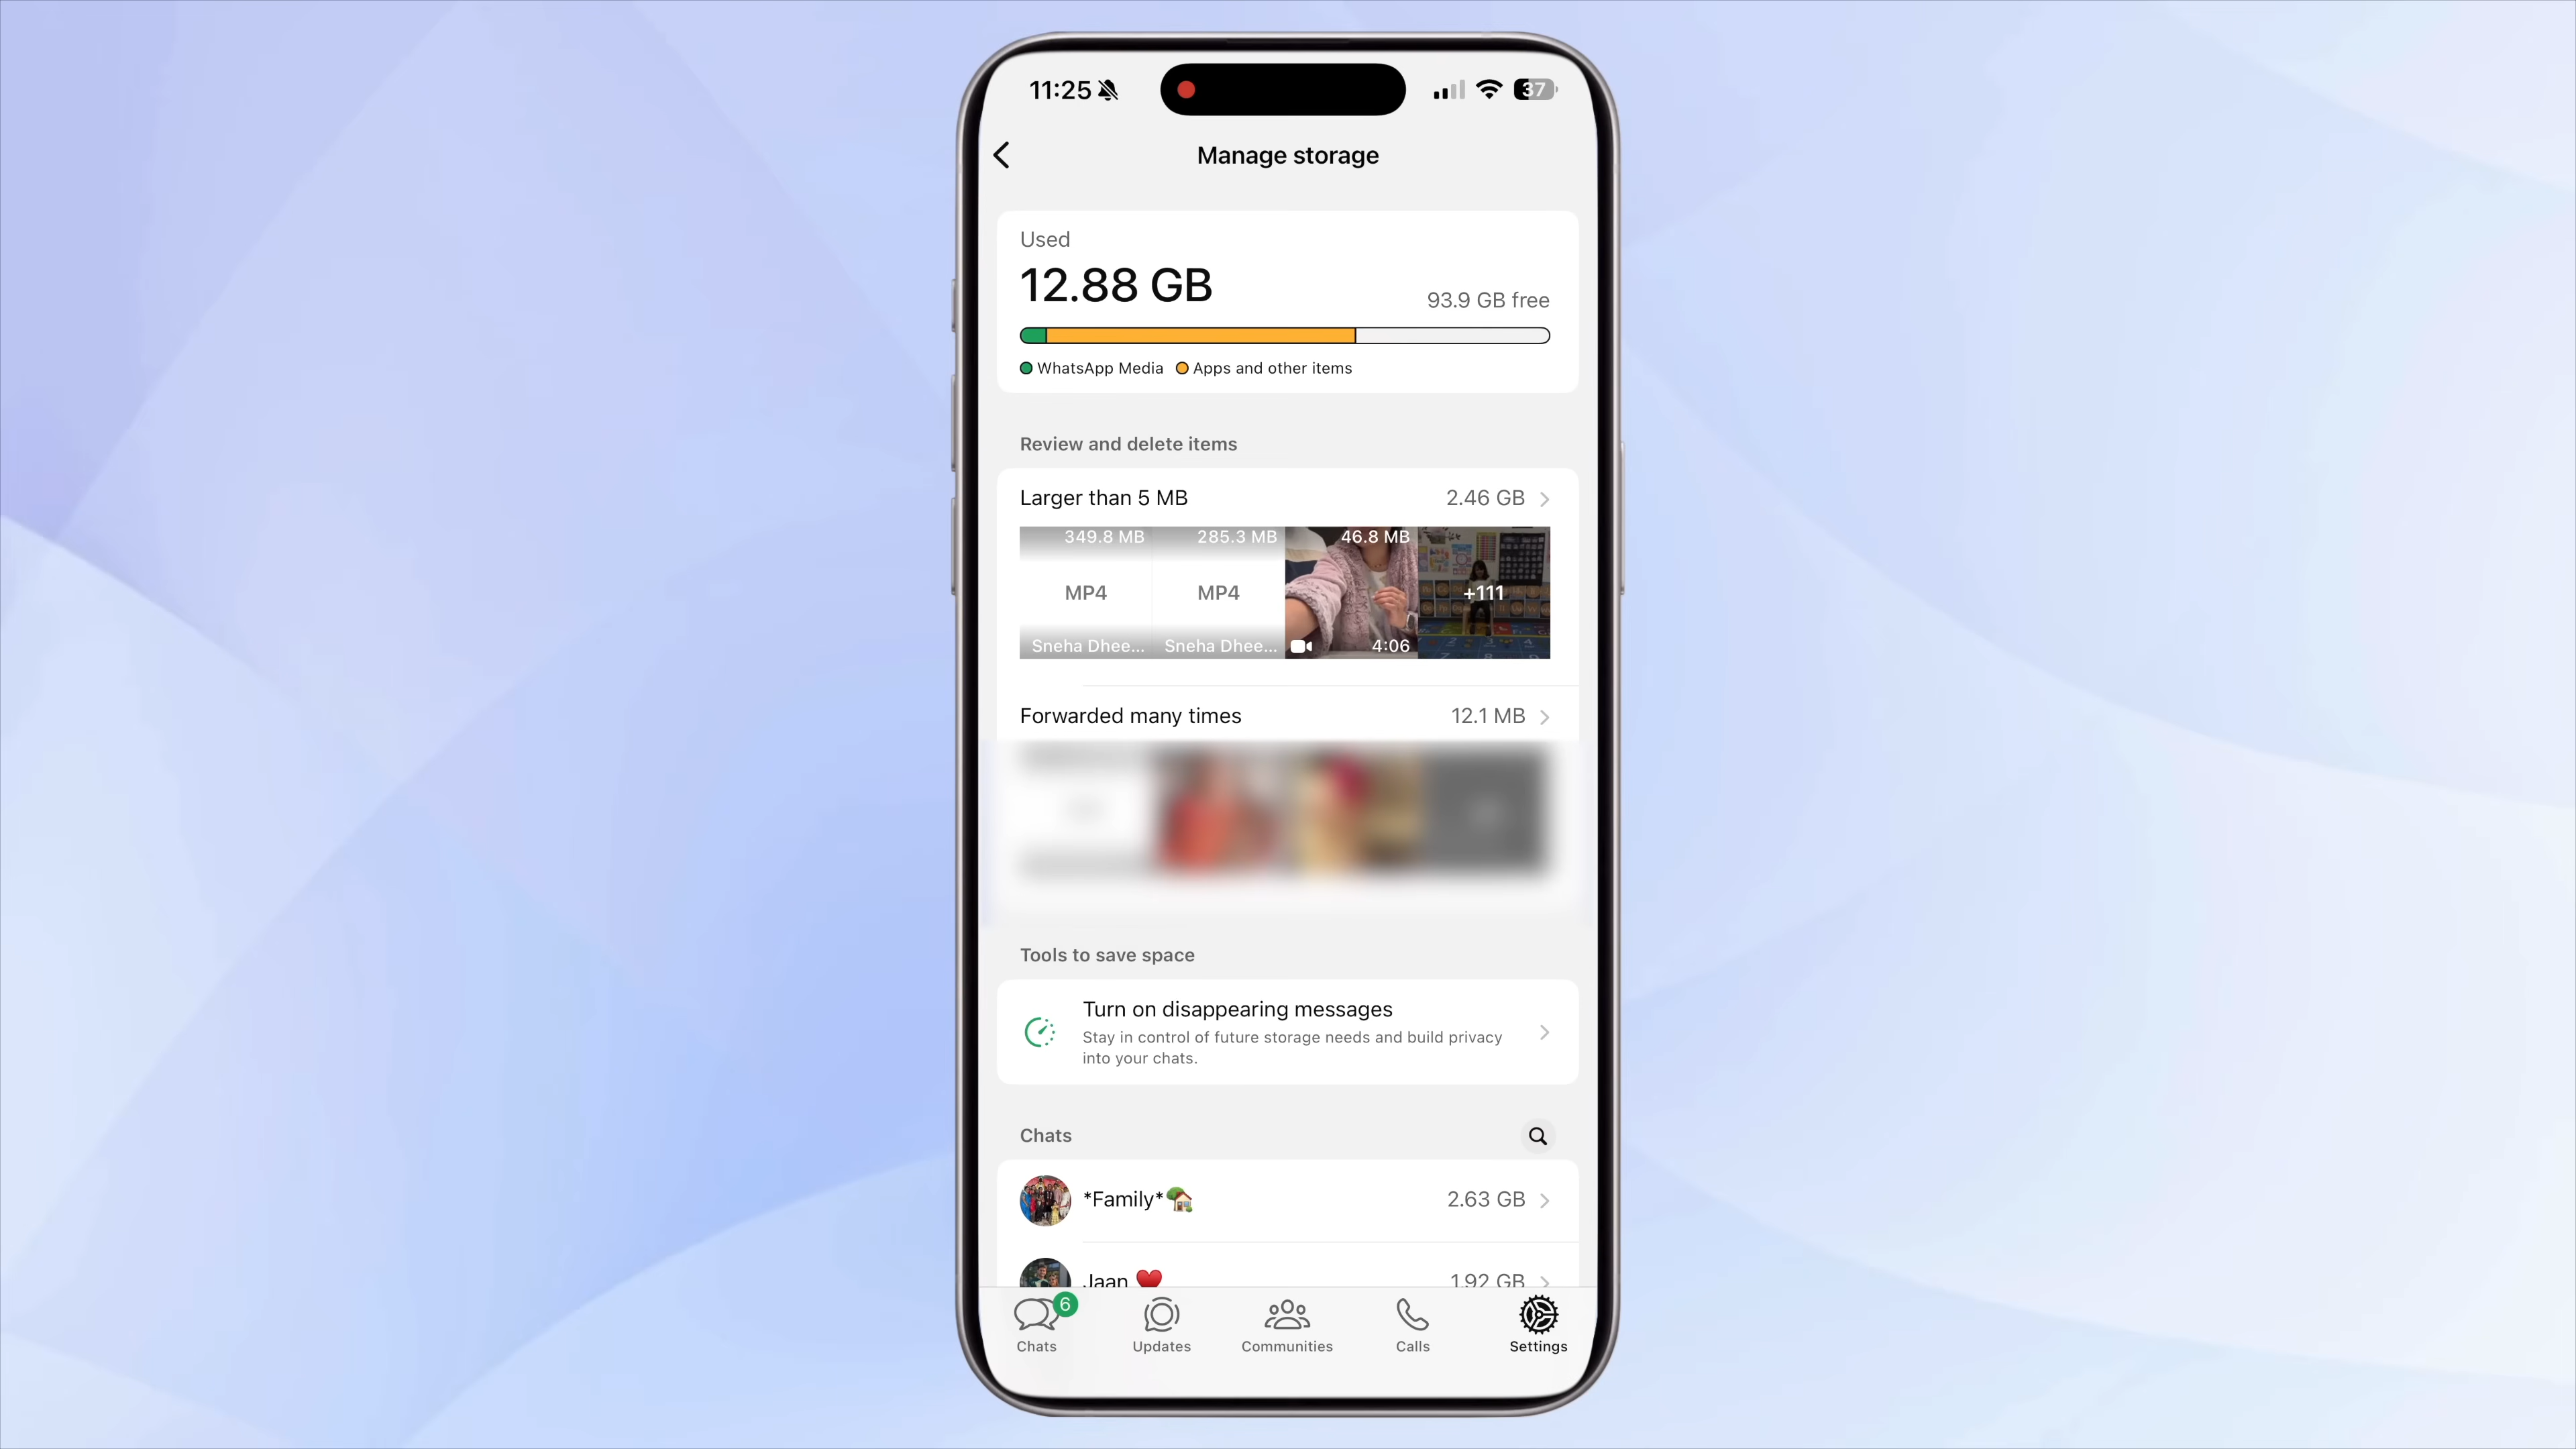 11:25
37
Manage storage
Used
12.88 GB
93.9 GB free
WhatsApp Media
Apps and other items
Review and delete items
Larger than 5 MB
2.46 GB
349.8 MB
285.3 MB
46.8 MB
MP4
MP4
+111
Sneha Dhee...
Sneha Dhee...
4:06
Forwarded many times
12.1 MB
Tools to save space
Turn on disappearing messages
Stay in control of future storage needs and build privacy
into your chats.
Chats
*Family*
2.63 GB
Jaan
1.92 GB
6
Chats
Updates
Communities
Calls
Settings